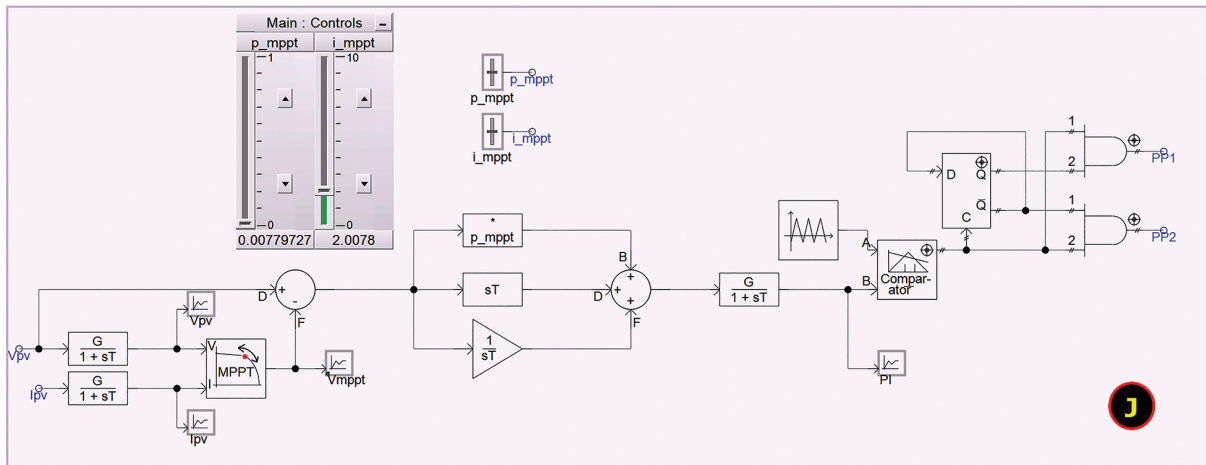 Main : Controls
p_mppt i_mppt
1 10
0 0
0.00779727 2.0078
p_mppt
p_mppt
i_mppt
i_mppt
1
2
PP1
D Q
Q̅
C
1
2
PP2
*
p_mppt
B
A
B
Compar-
ator
D
-
F
sT
D
+
+
+
F
G
1 + sT
1
sT
Vpv
Vpv
G
1 + sT
V
MPPT
I
Vmppt
Ipv
G
1 + sT
Ipv
PI
J